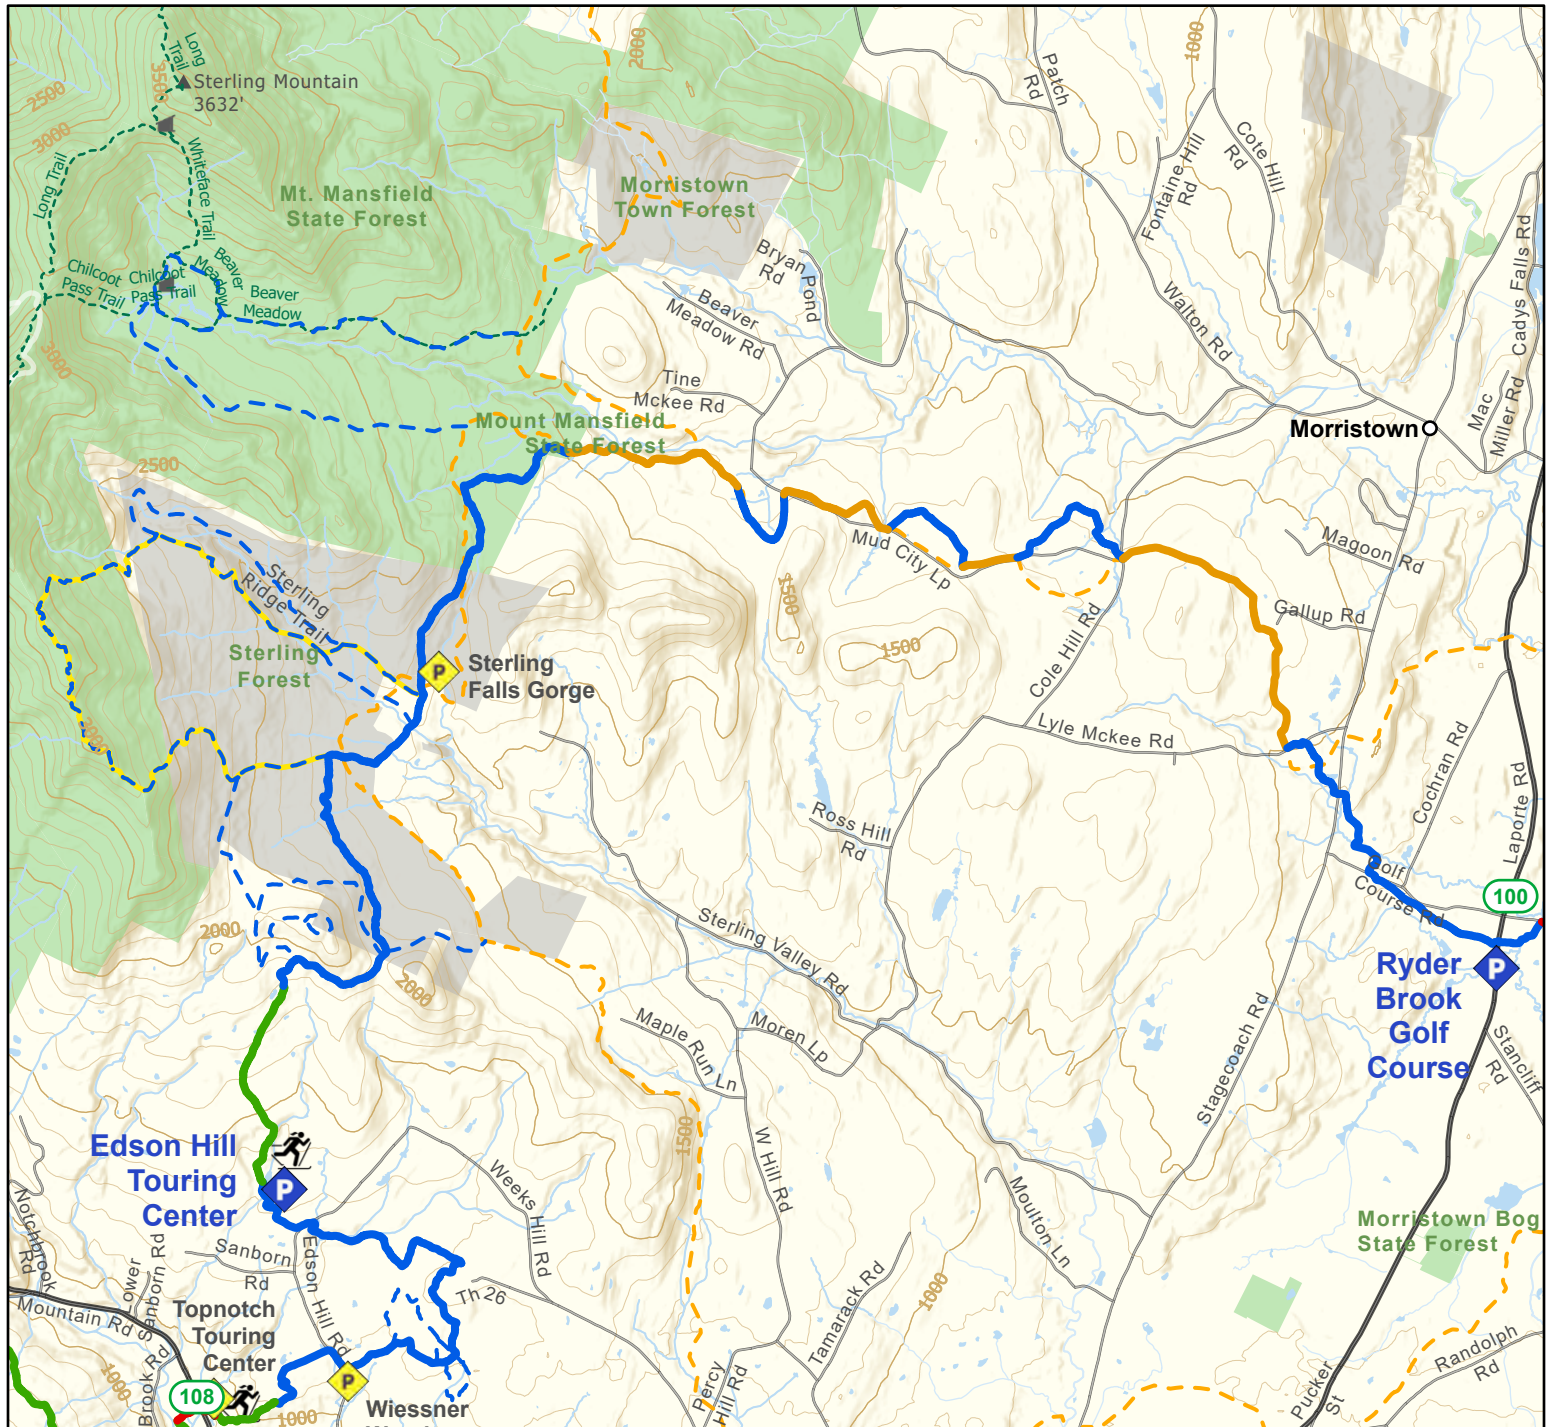 Long
Trail
Sterling Mountain
3632'
2500
3500
3000
2000
1000
Patch
Rd
Cote Hill
Rd
Fontaine Hill
Rd
Long Trail
Whiteface Trail
Mt. Mansfield
State Forest
Morristown
Town Forest
Cadys Falls Rd
Bryan
Rd
Pond
Beaver
Meadow
Chilcoot
Pass Trail
Chilcoot
Pass Trail
Beaver
Meadow
Beaver
Meadow Rd
Walton Rd
3000
Tine
Mckee Rd
Mac
Miller Rd
Mount Mansfield
State Forest
Morristown
2500
Mud City Lp
Magoon Rd
Sterling
Ridge Trail
1500
Gallup Rd
1500
Cole Hill Rd
Sterling
Forest
P
Sterling
Falls Gorge
3000
Lyle Mckee Rd
Cochran Rd
Laporte Rd
Ross Hill
Rd
Golf
Course Rd
100
2000
Sterling Valley Rd
2000
Ryder
Brook
Golf
Course
P
Maple Run Ln
Moren Lp
Stagecoach Rd
Stancliff
Rd
1500
W Hill Rd
Edson Hill
Touring
Center
P
Weeks Hill Rd
Moulton Ln
Notchbrook
Rd
Lower
Sanborn Rd
Sanborn
Rd
Edson Hill Rd
Morristown Bog
State Forest
Th 26
Mountain Rd
Topnotch
Touring
Center
Tamarack Rd
1000
Percy
Hill Rd
Randolph
Rd
Pucker
St
1000
Brook Rd
108
P
Wiessner
1000